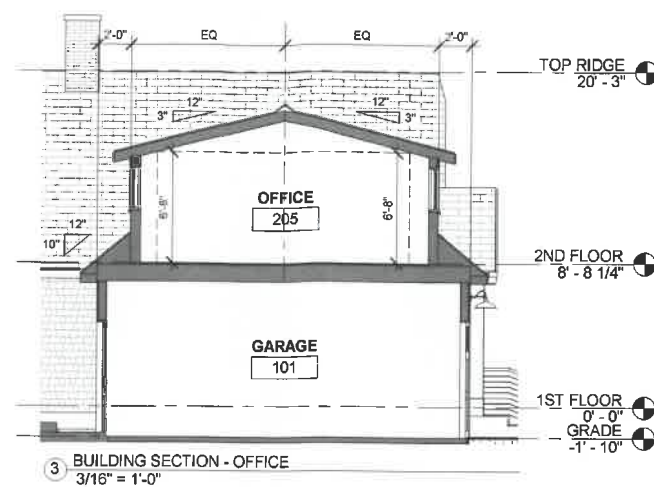 2'-0" EQ EQ 2'-0"
TOP RIDGE
20' - 3"
12" 12"
3" 3"
OFFICE
205
6'-8" 6'-8"
12"
10"
2ND FLOOR
8' - 8 1/4"
GARAGE
101
1ST FLOOR
0' - 0"
GRADE
-1' - 10"
3 BUILDING SECTION - OFFICE
3/16" = 1'-0"